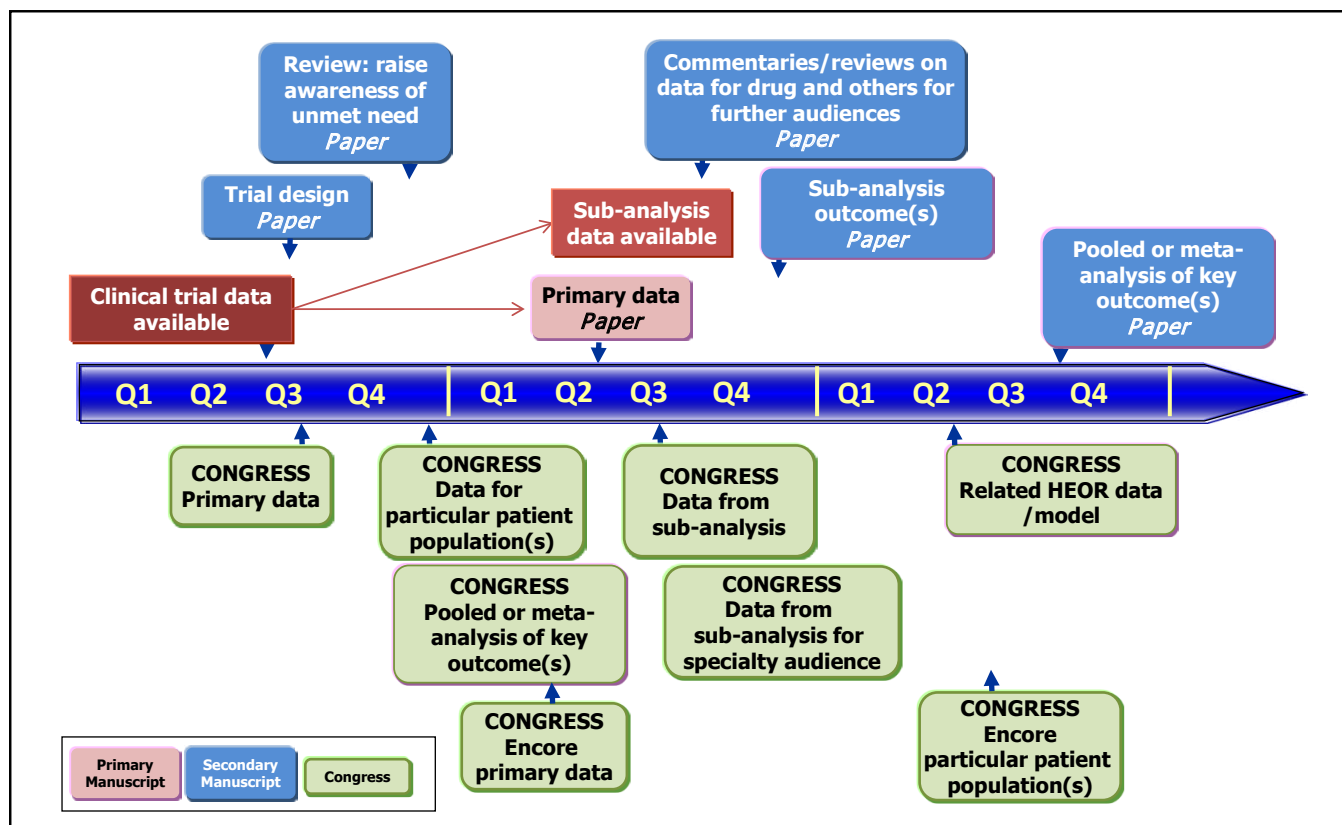 Review: raise
awareness of
unmet need
Paper
Commentaries/reviews on
data for drug and others for
further audiences
Paper
Trial design
Paper
Sub-analysis
data available
Sub-analysis
outcome(s)
Paper
Pooled or meta-
analysis of key
outcome(s)
Paper
Clinical trial data
available
Primary data
Paper
Q1 Q2 Q3 Q4 Q1 Q2 Q3 Q4 Q1 Q2 Q3 Q4
CONGRESS
Primary data
CONGRESS
Data for
particular patient
population(s)
CONGRESS
Data from
sub-analysis
CONGRESS
Related HEOR data
/model
CONGRESS
Pooled or meta-
analysis of key
outcome(s)
CONGRESS
Data from
sub-analysis for
specialty audience
CONGRESS
Encore
primary data
CONGRESS
Encore
particular patient
population(s)
Primary
Manuscript
Secondary
Manuscript
Congress